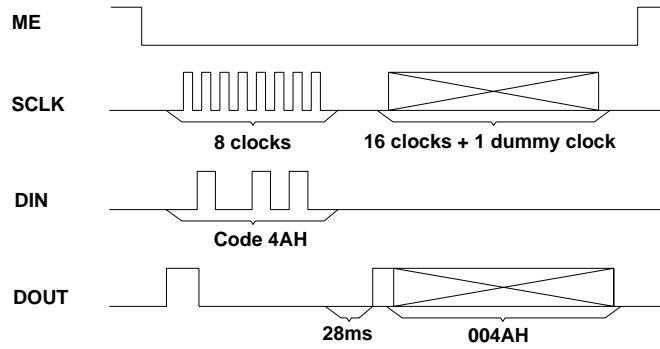 ME
SCLK
8 clocks
16 clocks + 1 dummy clock
DIN
Code 4AH
DOUT
28ms
004AH